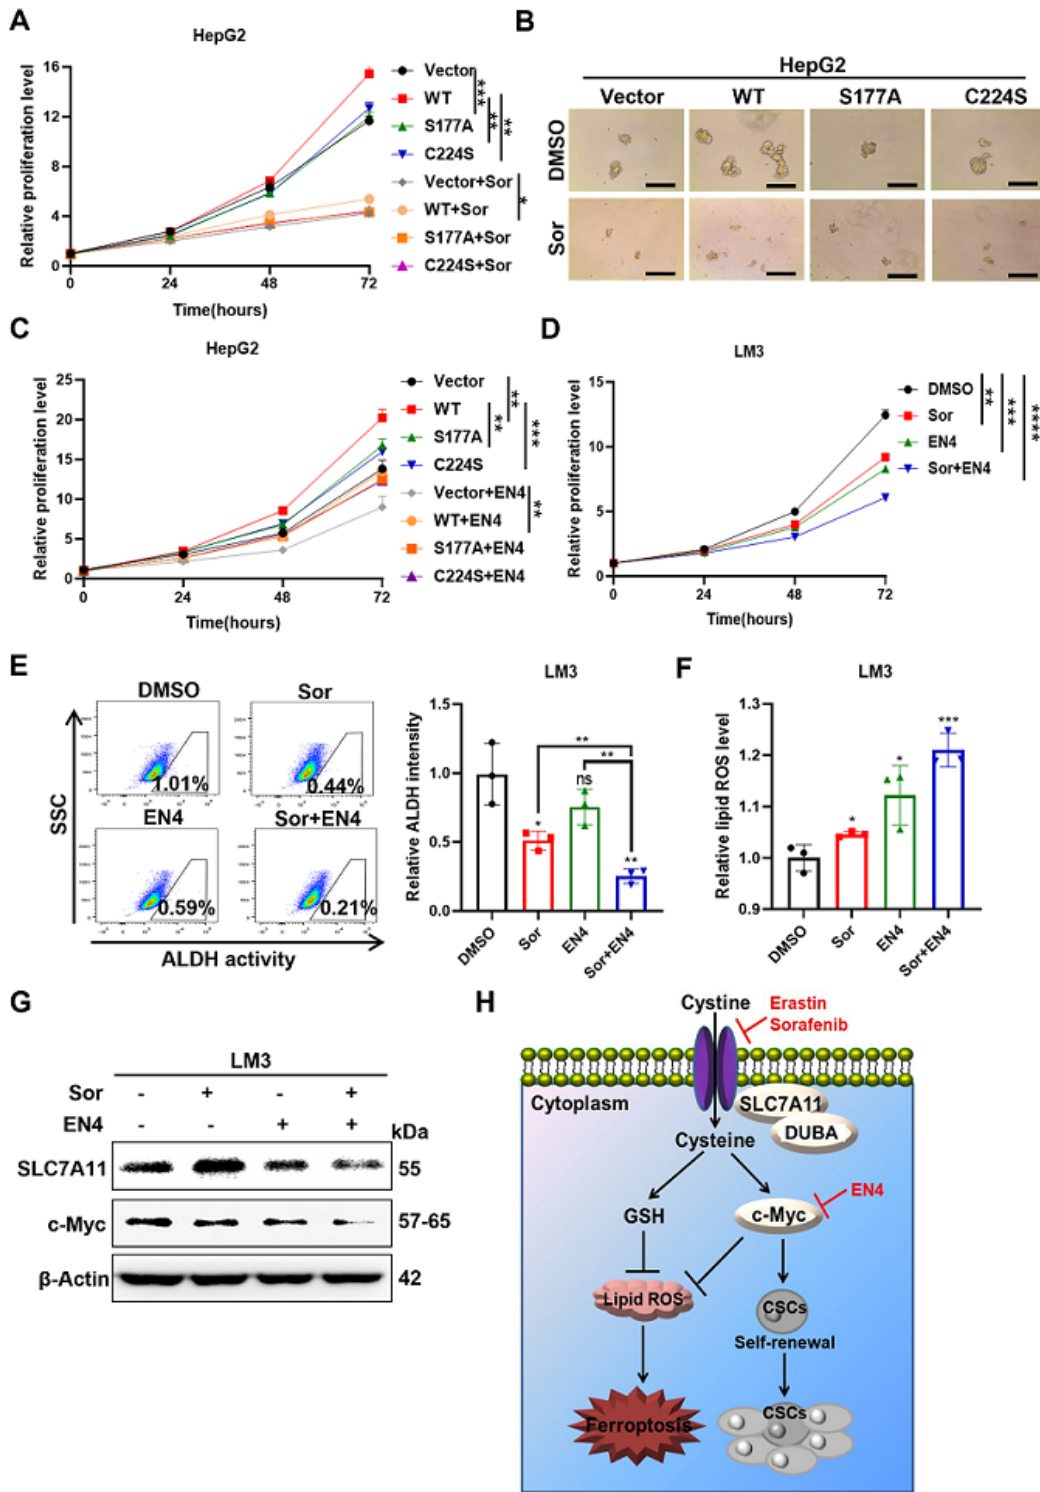 A
HepG2
Relative proliferation level
16
12
8
4
0
0
24
48
72
Time(hours)
Vector
WT
S177A
C224S
Vector+Sor
WT+Sor
S177A+Sor
C224S+Sor
***
**
**
*
B
HepG2
Vector
WT
S177A
C224S
DMSO
Sor
C
HepG2
Relative proliferation level
25
20
15
10
5
0
0
24
48
72
Time(hours)
Vector
WT
S177A
C224S
Vector+EN4
WT+EN4
S177A+EN4
C224S+EN4
**
**
***
**
D
LM3
Relative proliferation level
15
10
5
0
0
24
48
72
Time(hours)
DMSO
Sor
EN4
Sor+EN4
**
***
****
E
DMSO
Sor
1.01%
0.44%
EN4
Sor+EN4
0.59%
0.21%
SSC
ALDH activity
LM3
Relative ALDH intensity
1.5
1.0
0.5
0.0
**
**
*
ns
**
DMSO
Sor
EN4
Sor+EN4
F
LM3
Relative lipid ROS level
1.3
1.2
1.1
1.0
0.9
*
*
***
DMSO
Sor
EN4
Sor+EN4
G
LM3
Sor - + - +
EN4 - - + +
kDa
SLC7A11 55
c-Myc 57-65
β-Actin 42
H
Cystine
Erastin
Sorafenib
Cytoplasm
SLC7A11
DUBA
Cysteine
EN4
GSH
c-Myc
Lipid ROS
CSCs
Self-renewal
CSCs
Ferroptosis